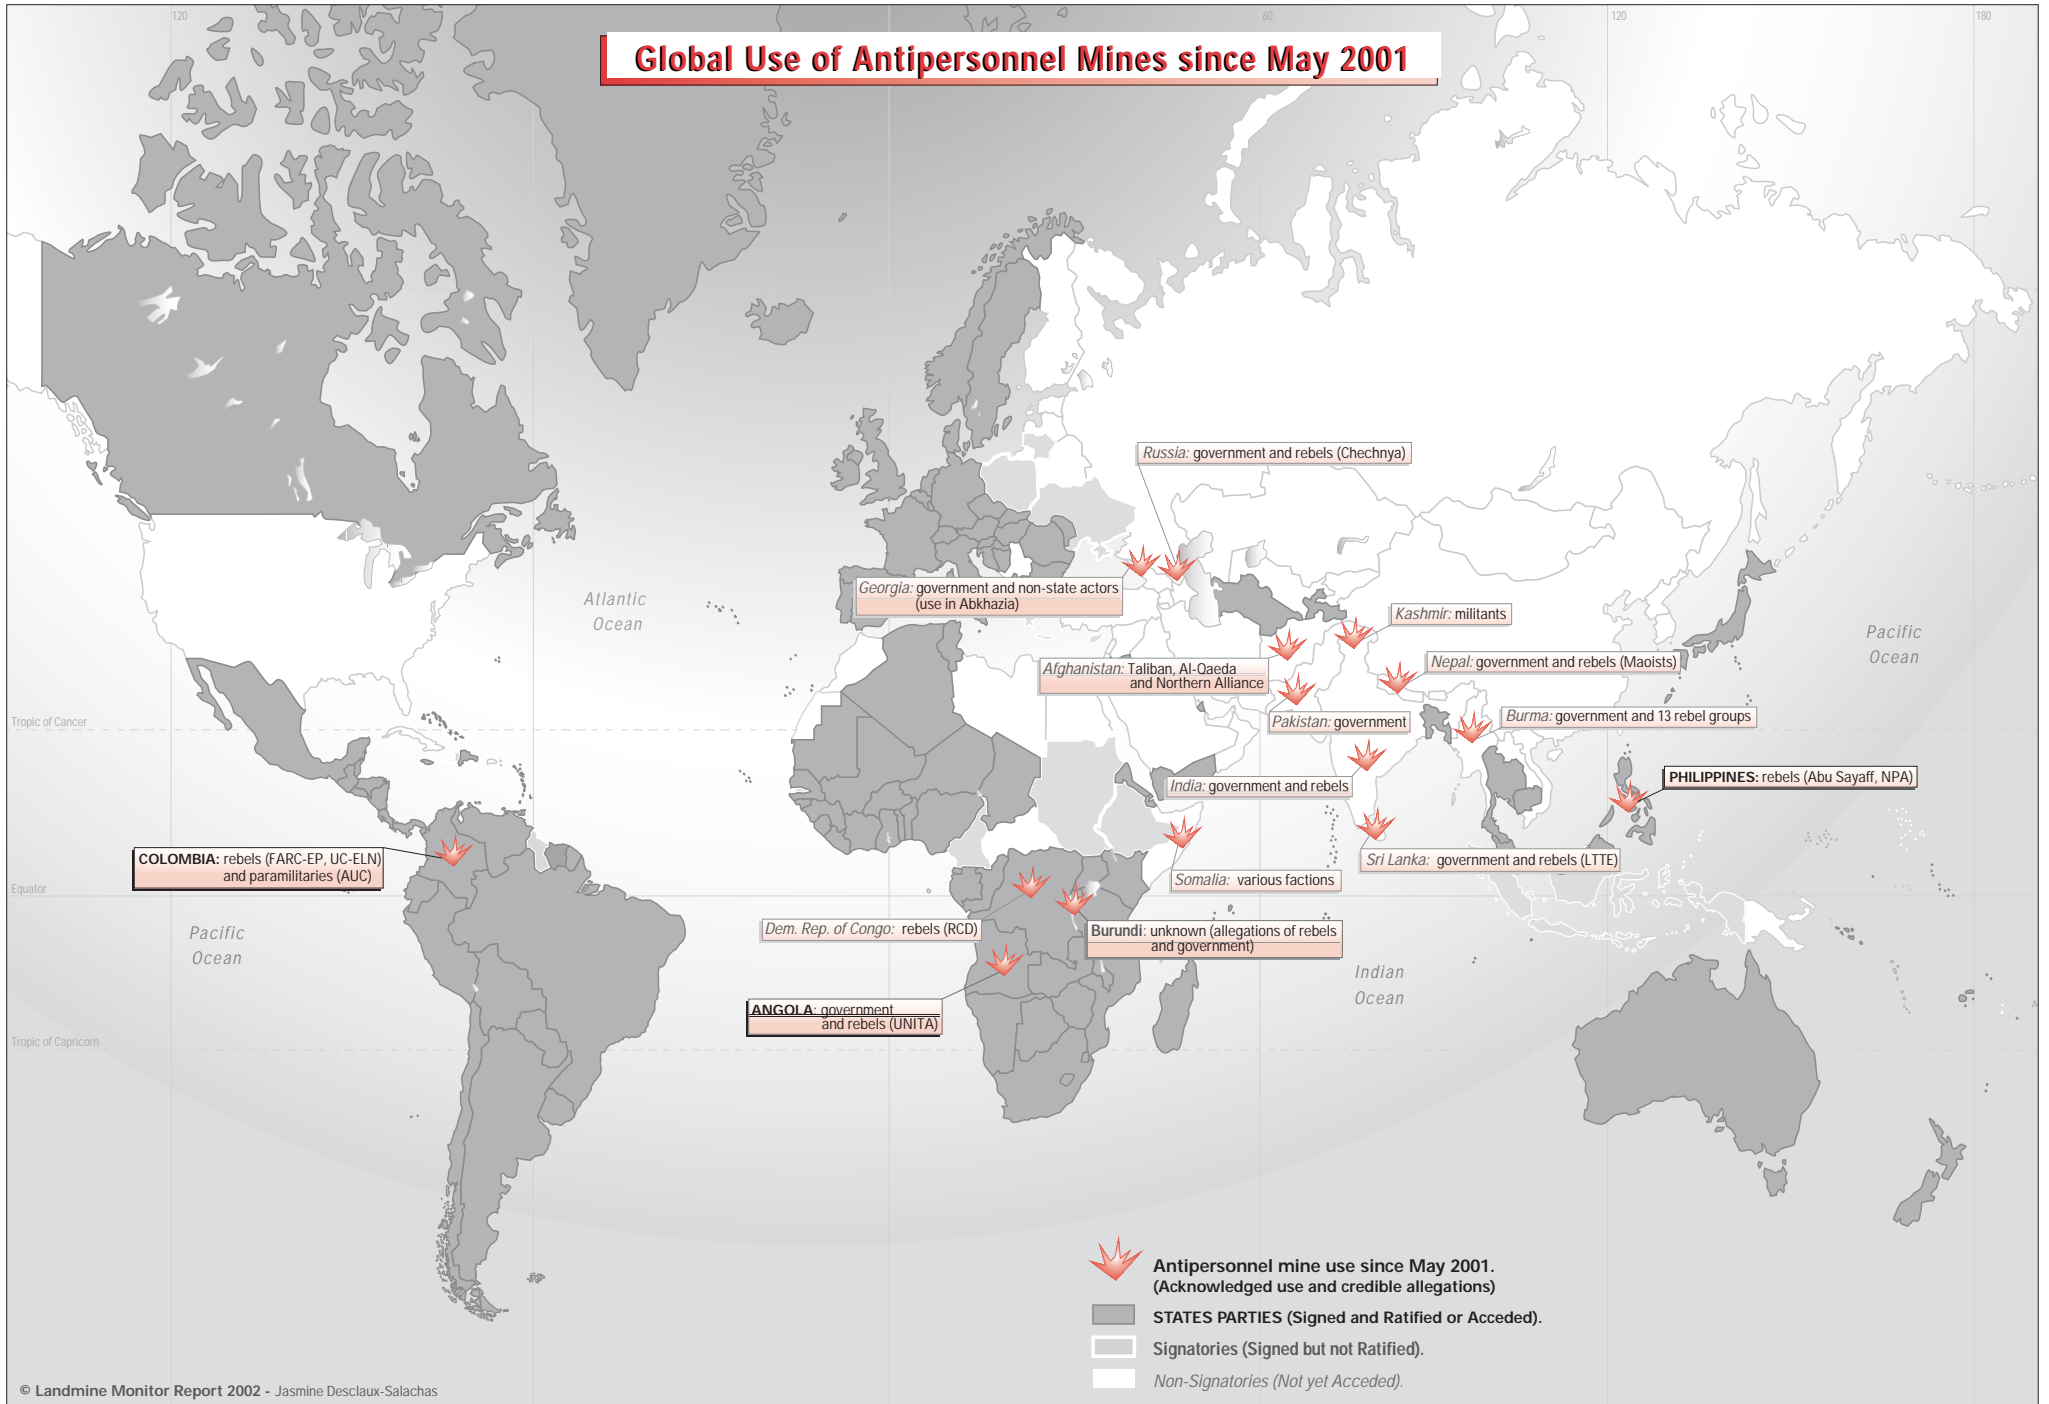 120
60
120
180
Global Use of Antipersonnel Mines since May 2001
Russia: government and rebels (Chechnya)
Georgia: government and non-state actors
(use in Abkhazia)
Atlantic
Ocean
Kashmir: militants
Pacific
Ocean
Afghanistan: Taliban, Al-Qaeda
and Northern Alliance
Nepal: government and rebels (Maoists)
Tropic of Cancer
Pakistan: government
Burma: government and 13 rebel groups
India: government and rebels
PHILIPPINES: rebels (Abu Sayaff, NPA)
COLOMBIA: rebels (FARC-EP, UC-ELN)
and paramilitaries (AUC)
Sri Lanka: government and rebels (LTTE)
Somalia: various factions
Equator
Dem. Rep. of Congo: rebels (RCD)
Burundi: unknown (allegations of rebels
and government)
Pacific
Ocean
Indian
Ocean
ANGOLA: government
and rebels (UNITA)
Tropic of Capricorn
Antipersonnel mine use since May 2001.
(Acknowledged use and credible allegations)
STATES PARTIES (Signed and Ratified or Acceded).
Signatories (Signed but not Ratified).
Non-Signatories (Not yet Acceded).
© Landmine Monitor Report 2002 - Jasmine Desclaux-Salachas